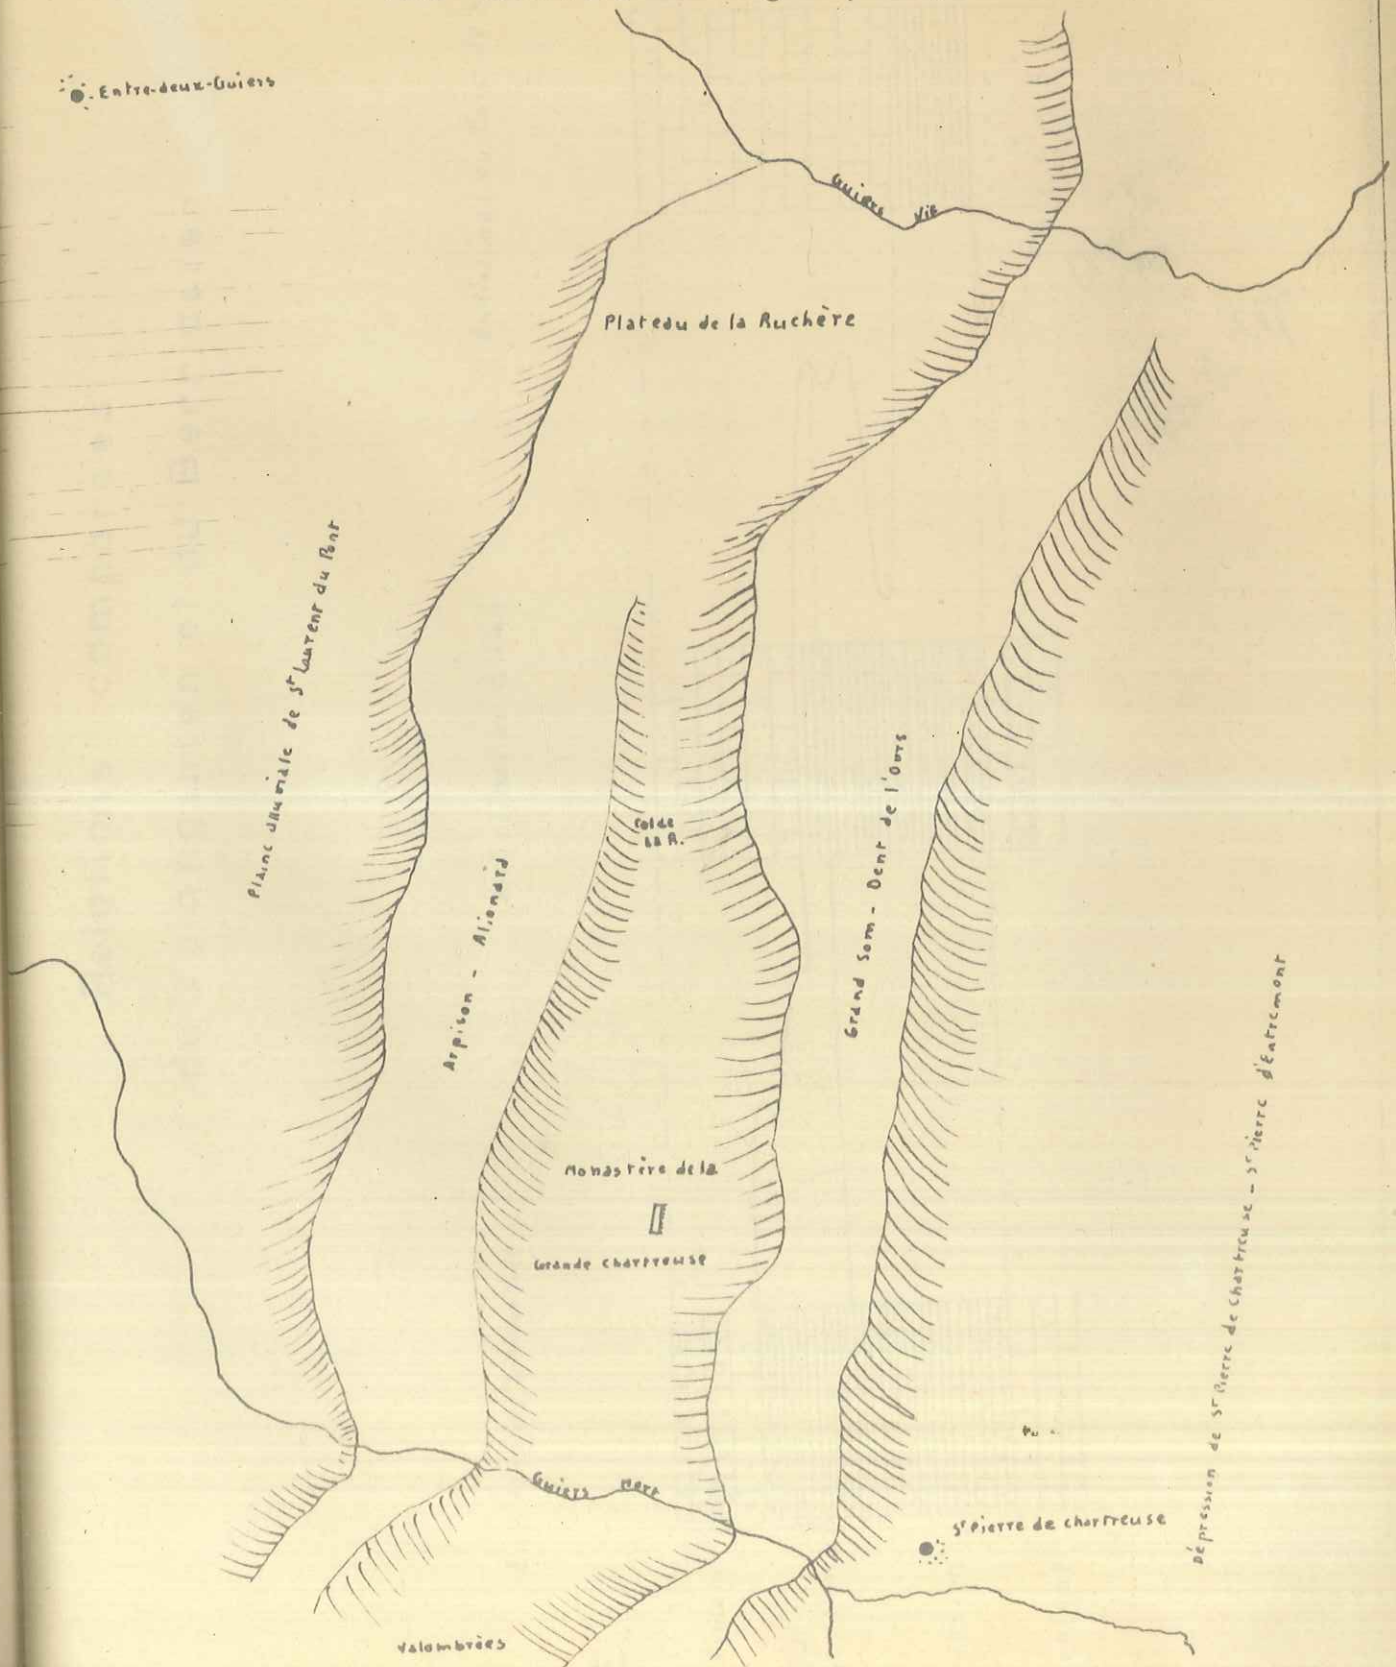 Entre-deux-Guiers
Guiers Vif
Plateau de la Ruchère
Plaine alluviale de St Laurent du Pont
Col de
La R.
Arpison - Aliénard
Grand Som - Dent de l'Ours
Monastère de la
Grande Chartreuse
Dépression de St Pierre de Chartreuse - St Pierre d'Entremont
Guiers Mort
St Pierre de Chartreuse
Valombrées